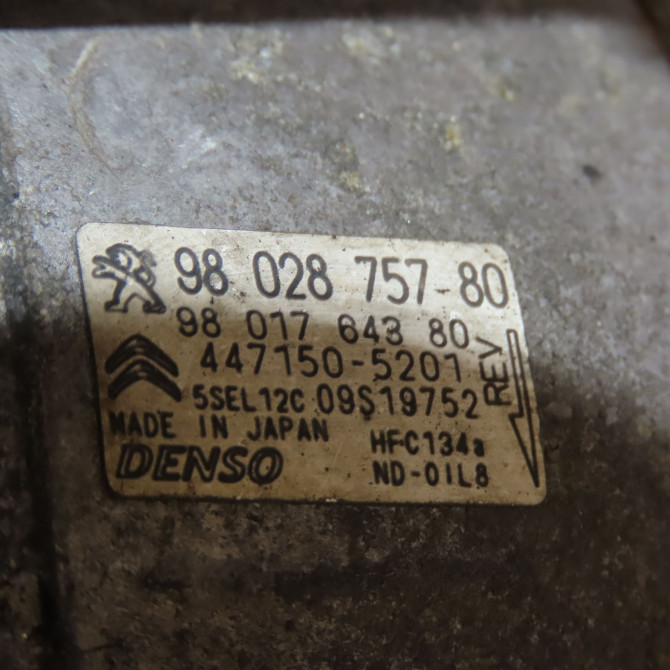 98 028 757-80
98 017 643 80
447150-5201
5SEL12C 09S19752
REV
MADE IN JAPAN HFC134a
DENSO ND-OIL8